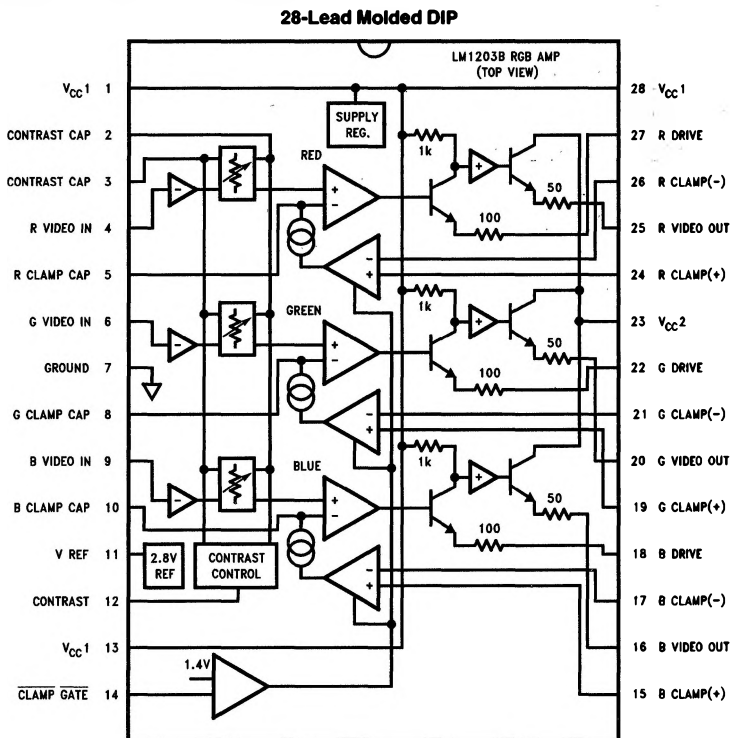 28-Lead Molded DIP
LM1203B RGB AMP
(TOP VIEW)
VCC1 1
CONTRAST CAP 2
CONTRAST CAP 3
R VIDEO IN 4
R CLAMP CAP 5
G VIDEO IN 6
GROUND 7
G CLAMP CAP 8
B VIDEO IN 9
B CLAMP CAP 10
V REF 11
CONTRAST 12
VCC1 13
CLAMP GATE 14
SUPPLY
REG.
RED
+
−
1k
100
50
−
+
GREEN
+
−
1k
100
50
−
+
BLUE
+
−
1k
100
50
−
+
−
−
−
+
+
+
2.8V
REF
CONTRAST
CONTROL
1.4V
28 VCC1
27 R DRIVE
26 R CLAMP(−)
25 R VIDEO OUT
24 R CLAMP(+)
23 VCC2
22 G DRIVE
21 G CLAMP(−)
20 G VIDEO OUT
19 G CLAMP(+)
18 B DRIVE
17 B CLAMP(−)
16 B VIDEO OUT
15 B CLAMP(+)